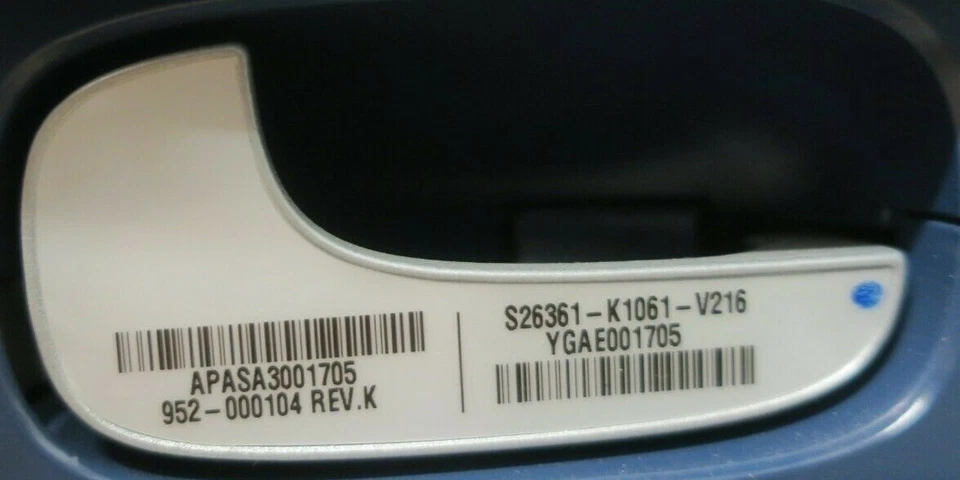 APASA3001705
952-000104 REV.K
S26361-K1061-V216
YGAE001705